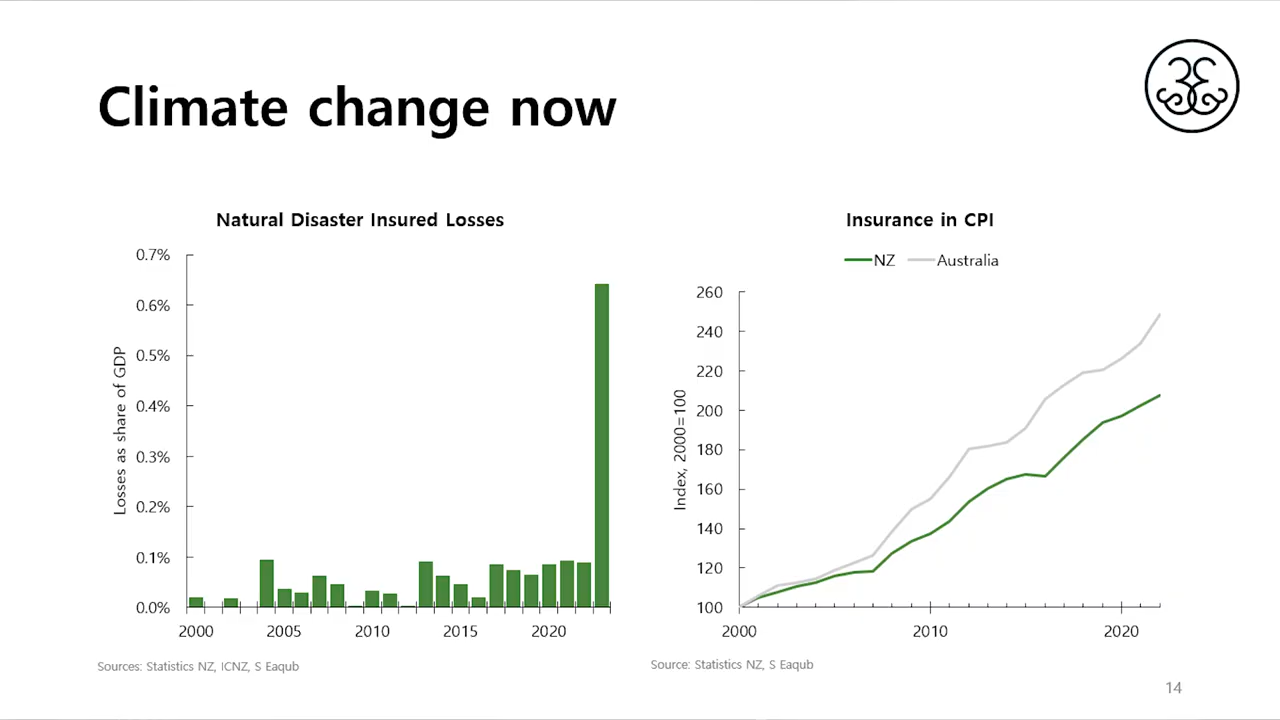 Climate change now
Natural Disaster Insured Losses
Losses as share of GDP
0.7%
0.6%
0.5%
0.4%
0.3%
0.2%
0.1%
0.0%
2000 2005 2010 2015 2020
Sources: Statistics NZ, ICNZ, S Eaqub
Insurance in CPI
NZ Australia
Index, 2000=100
260
240
220
200
180
160
140
120
100
2000 2010 2020
Source: Statistics NZ, S Eaqub
14